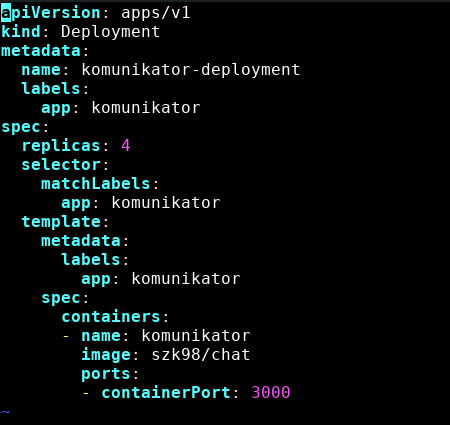 apiVersion: apps/v1
kind: Deployment
metadata:
  name: komunikator-deployment
  labels:
    app: komunikator
spec:
  replicas: 4
  selector:
    matchLabels:
      app: komunikator
  template:
    metadata:
      labels:
        app: komunikator
    spec:
      containers:
      - name: komunikator
        image: szk98/chat
        ports:
        - containerPort: 3000
~